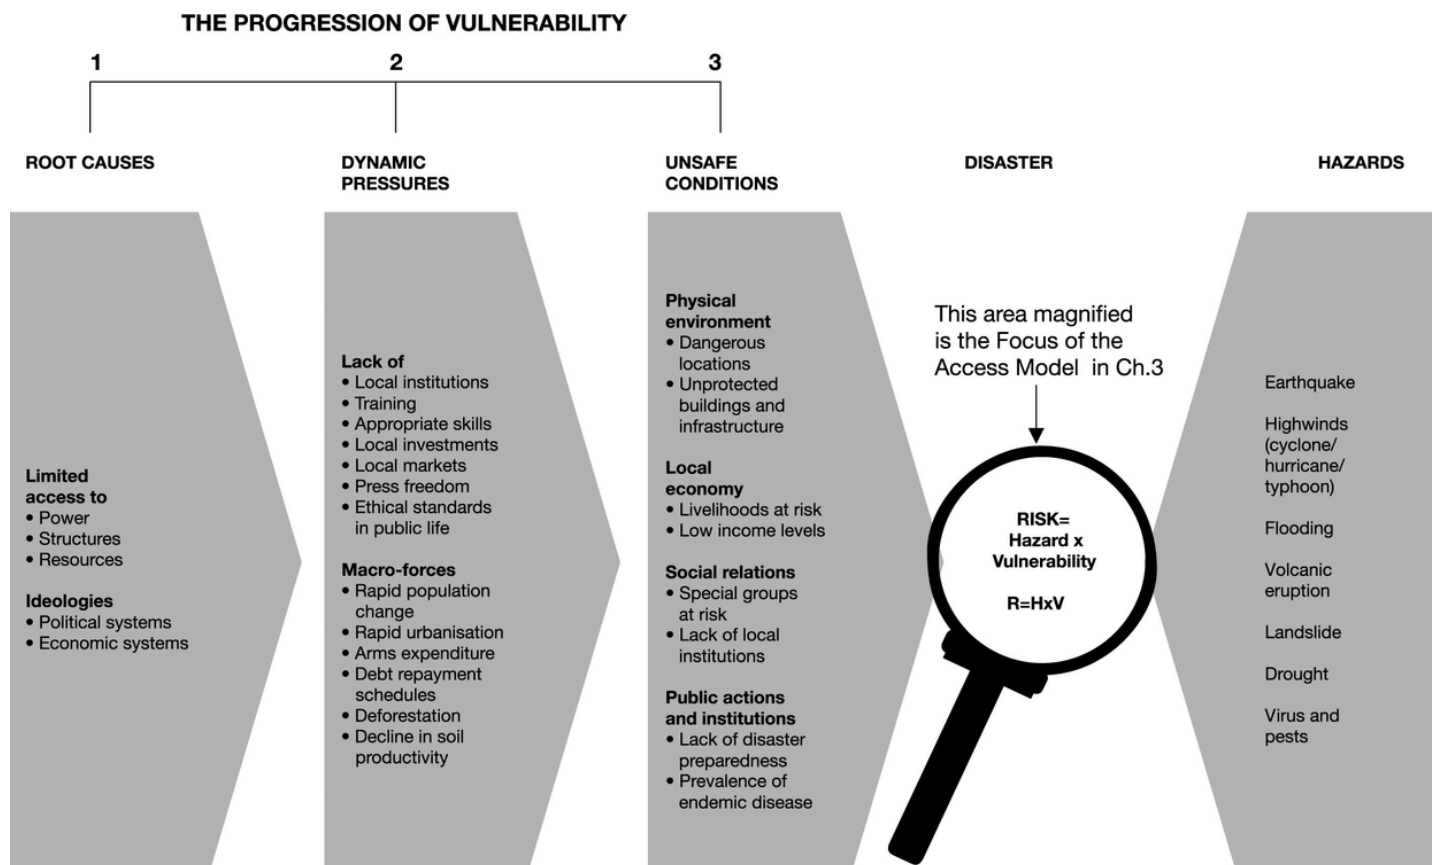 THE PROGRESSION OF VULNERABILITY
1
2
3
ROOT CAUSES
DYNAMIC
PRESSURES
UNSAFE
CONDITIONS
DISASTER
HAZARDS
Limited
access to
• Power
• Structures
• Resources
Ideologies
• Political systems
• Economic systems
Lack of
• Local institutions
• Training
• Appropriate skills
• Local investments
• Local markets
• Press freedom
• Ethical standards
in public life
Macro-forces
• Rapid population
change
• Rapid urbanisation
• Arms expenditure
• Debt repayment
schedules
• Deforestation
• Decline in soil
productivity
Physical
environment
• Dangerous
locations
• Unprotected
buildings and
infrastructure
Local
economy
• Livelihoods at risk
• Low income levels
Social relations
• Special groups
at risk
• Lack of local
institutions
Public actions
and institutions
• Lack of disaster
preparedness
• Prevalence of
endemic disease
This area magnified
is the Focus of the
Access Model in Ch.3
RISK=
Hazard x
Vulnerability
R=HxV
Earthquake
Highwinds
(cyclone/
hurricane/
typhoon)
Flooding
Volcanic
eruption
Landslide
Drought
Virus and
pests